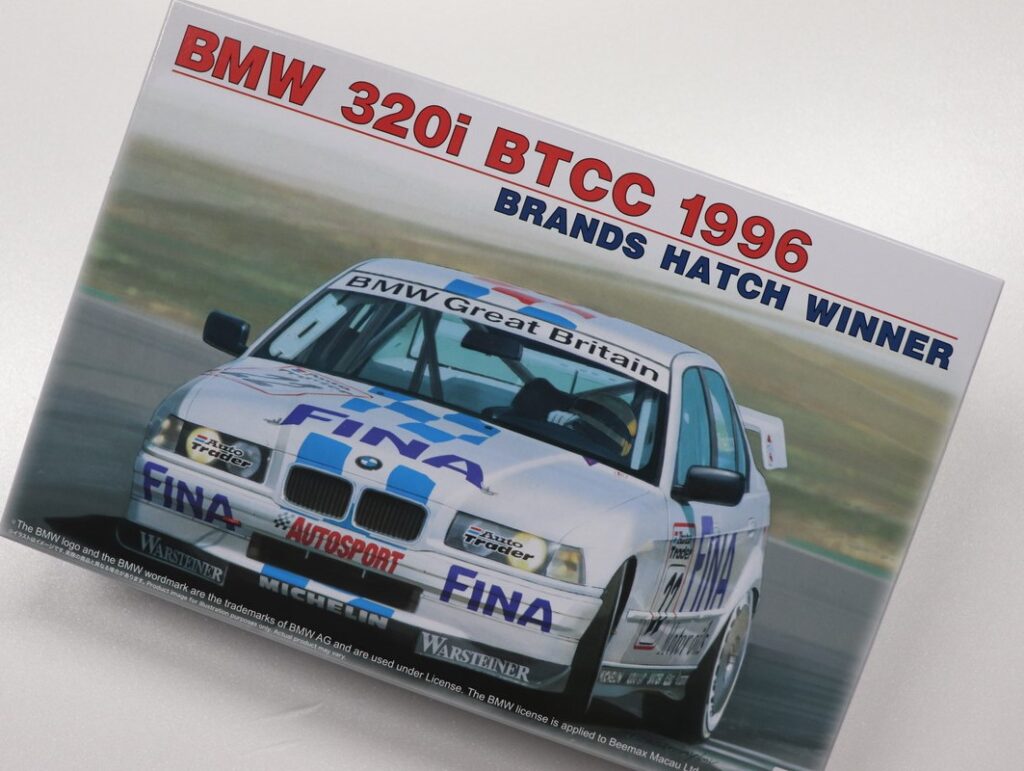 BMW 320i BTCC 1996
BRANDS HATCH WINNER
BMW Great Britain
FINA
Auto
Trader
FINA
AUTOSPORT
Auto
Trader
FINA
WARSTEINER
MICHELIN
WARSTEINER
Auto
Trader
FINA
MICHELIN
The BMW logo and the BMW wordmark are the trademarks of BMW AG and are used under License. The BMW license is applied to Beemax Macau Ltd
Product image for illustration purposes only. Actual product may vary.